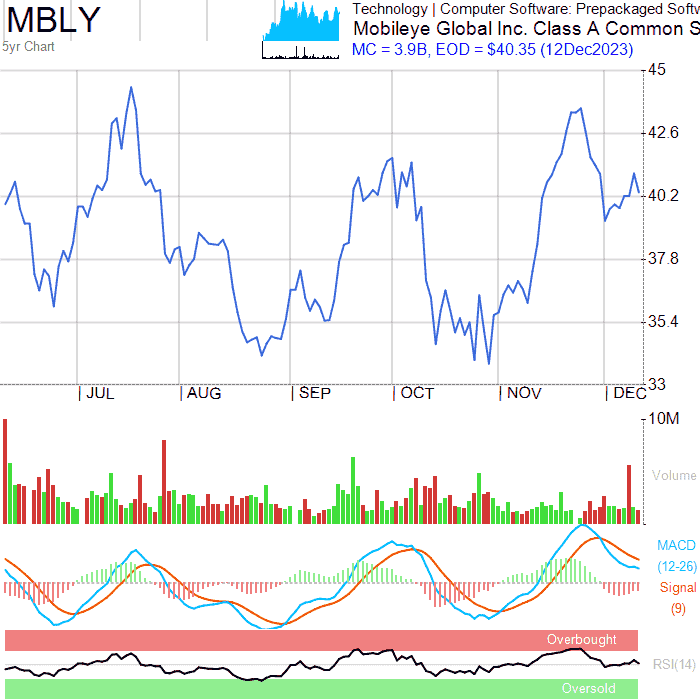 MBLY
5yr Chart
Technology | Computer Software: Prepackaged Softw
Mobileye Global Inc. Class A Common S
MC = 3.9B, EOD = $40.35 (12Dec2023)
45
42.6
40.2
37.8
35.4
33
| JUL | AUG | SEP | OCT | NOV | DEC
10M
Volume
MACD
(12-26)
Signal
(9)
Overbought
RSI(14)
Oversold